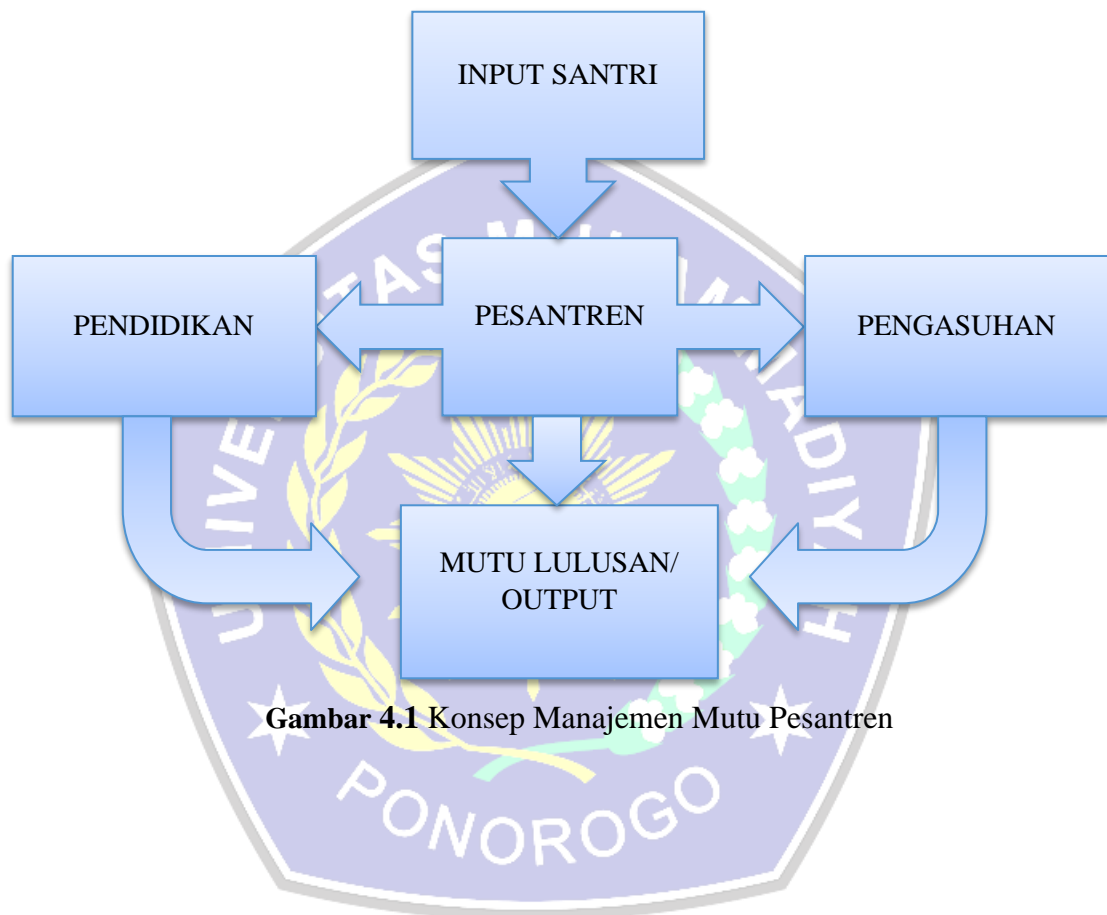 INPUT SANTRI
PENDIDIKAN
PESANTREN
PENGASUHAN
MUTU LULUSAN/
OUTPUT
Gambar 4.1 Konsep Manajemen Mutu Pesantren
PONOROGO